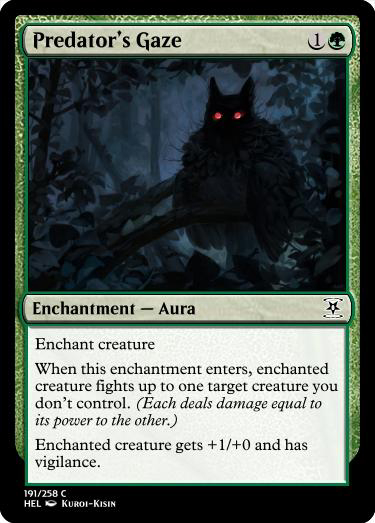 Predator's Gaze 1
Enchantment — Aura
Enchant creature
When this enchantment enters, enchanted
creature fights up to one target creature you
don't control. (Each deals damage equal to
its power to the other.)
Enchanted creature gets +1/+0 and has
vigilance.
191/258 C
HEL Kuroi-Kisin